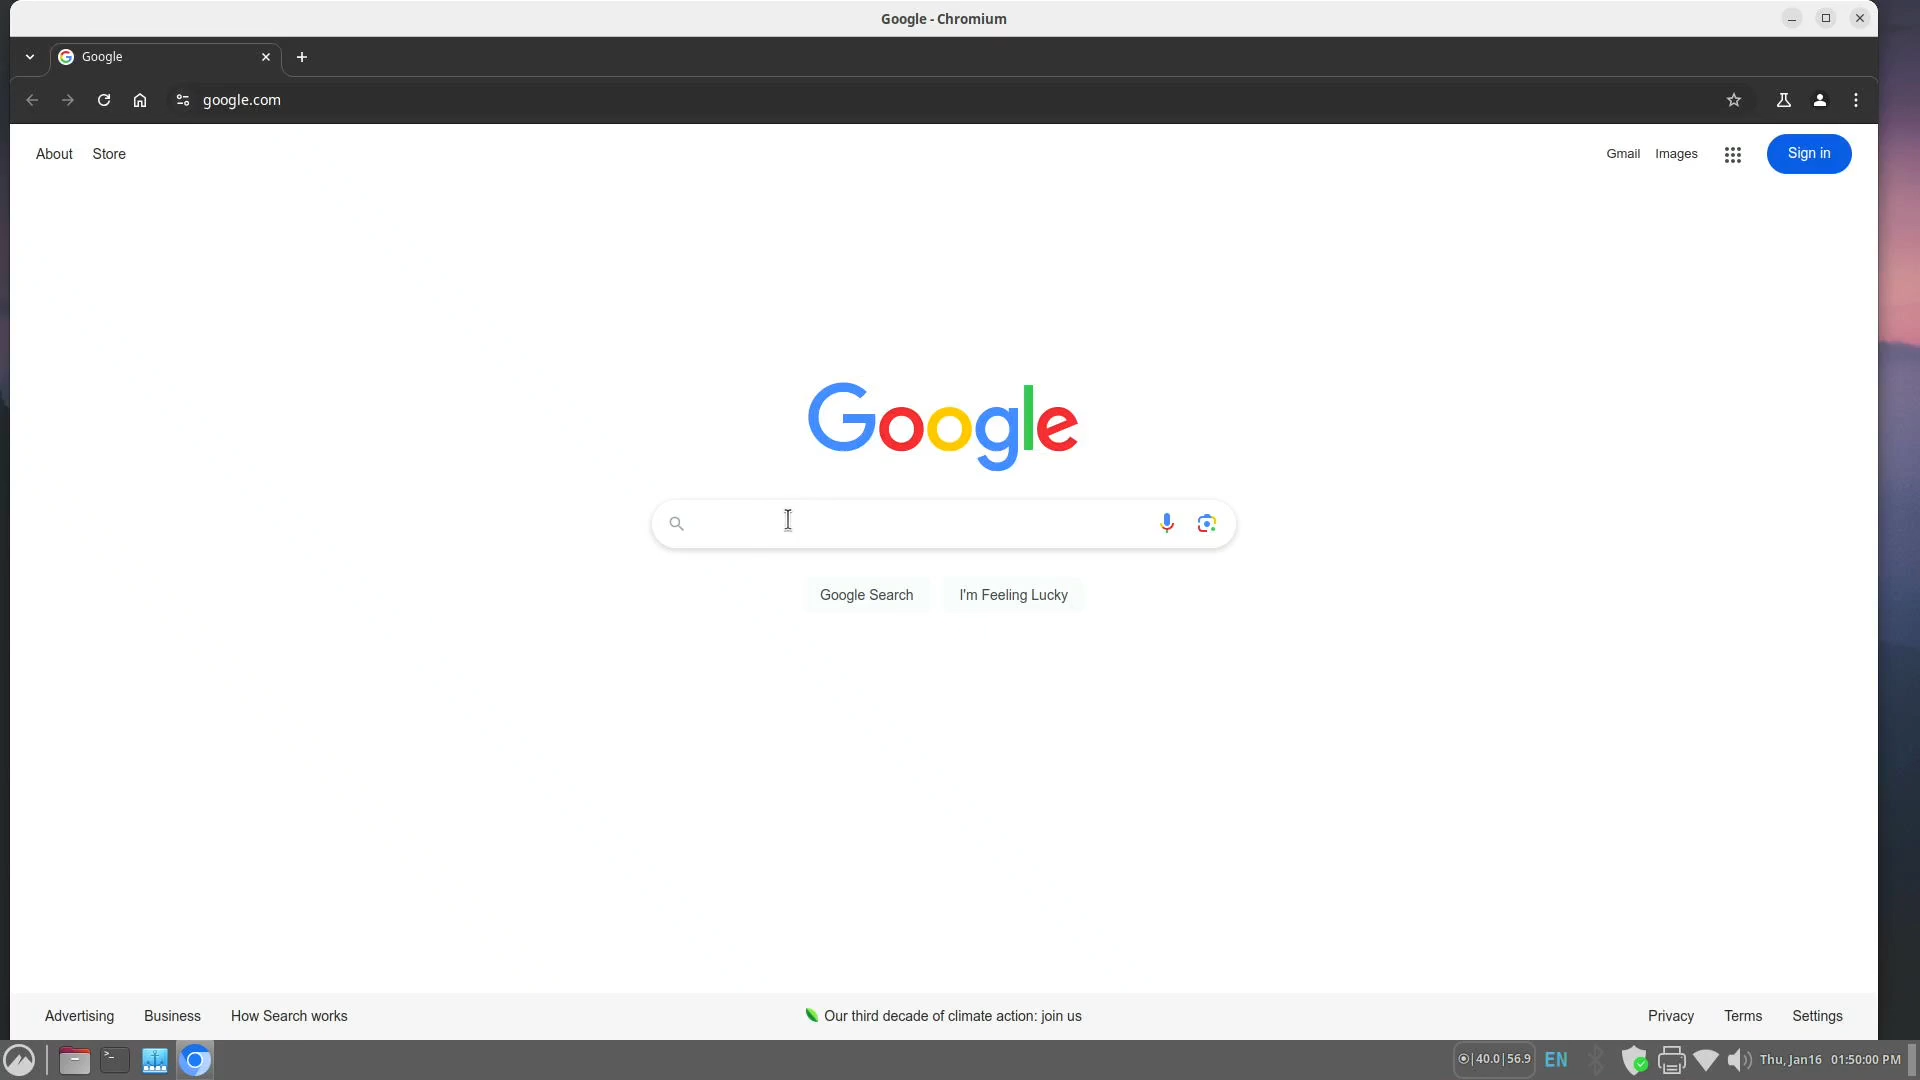 Google - Chromium
Google
google.com
About Store
Gmail Images Sign in
Google
Google Search I'm Feeling Lucky
Advertising Business How Search works
Our third decade of climate action: join us
Privacy Terms Settings
40.0|56.9 EN Thu, Jan16 01:50:00 PM